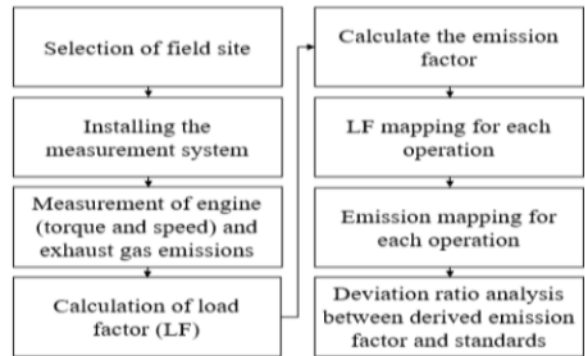 Selection of field site
Installing the
measurement system
Measurement of engine
(torque and speed) and
exhaust gas emissions
Calculation of load
factor (LF)
Calculate the emission
factor
LF mapping for each
operation
Emission mapping for
each operation
Deviation ratio analysis
between derived emission
factor and standards